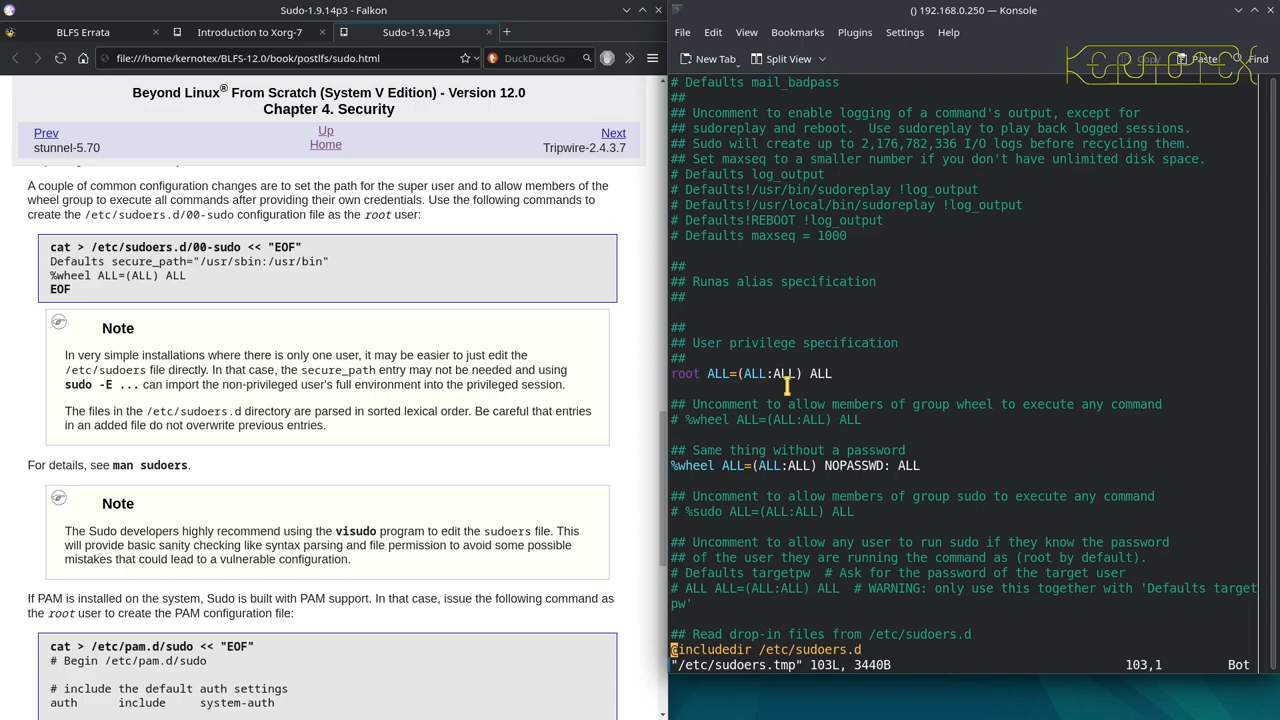 Sudo-1.9.14p3 - Falkon
BLFS Errata
Introduction to Xorg-7
Sudo-1.9.14p3
file:///home/kernotex/BLFS-12.0/book/postlfs/sudo.html
DuckDuckGo
Beyond Linux® From Scratch (System V Edition) - Version 12.0
Chapter 4. Security
Prev
Up
Next
stunnel-5.70
Home
Tripwire-2.4.3.7
A couple of common configuration changes are to set the path for the super user and to allow members of the
wheel group to execute all commands after providing their own credentials. Use the following commands to
create the /etc/sudoers.d/00-sudo configuration file as the root user:
cat > /etc/sudoers.d/00-sudo << "EOF"
Defaults secure_path="/usr/sbin:/usr/bin"
%wheel ALL=(ALL) ALL
EOF
Note
In very simple installations where there is only one user, it may be easier to just edit the
/etc/sudoers file directly. In that case, the secure_path entry may not be needed and using
sudo -E ... can import the non-privileged user's full environment into the privileged session.
The files in the /etc/sudoers.d directory are parsed in sorted lexical order. Be careful that entries
in an added file do not overwrite previous entries.
For details, see man sudoers.
Note
The Sudo developers highly recommend using the visudo program to edit the sudoers file. This
will provide basic sanity checking like syntax parsing and file permission to avoid some possible
mistakes that could lead to a vulnerable configuration.
If PAM is installed on the system, Sudo is built with PAM support. In that case, issue the following command as
the root user to create the PAM configuration file:
cat > /etc/pam.d/sudo << "EOF"
# Begin /etc/pam.d/sudo
# include the default auth settings
auth include system-auth
() 192.168.0.250 — Konsole
File Edit View Bookmarks Plugins Settings Help
New Tab Split View Copy Paste Find
KERNOTEX
# Defaults mail_badpass
##
## Uncomment to enable logging of a command's output, except for
## sudoreplay and reboot.  Use sudoreplay to play back logged sessions.
## Sudo will create up to 2,176,782,336 I/O logs before recycling them.
## Set maxseq to a smaller number if you don't have unlimited disk space.
# Defaults log_output
# Defaults!/usr/bin/sudoreplay !log_output
# Defaults!/usr/local/bin/sudoreplay !log_output
# Defaults!REBOOT !log_output
# Defaults maxseq = 1000
##
## Runas alias specification
##
##
## User privilege specification
##
root ALL=(ALL:ALL) ALL
## Uncomment to allow members of group wheel to execute any command
# %wheel ALL=(ALL:ALL) ALL
## Same thing without a password
%wheel ALL=(ALL:ALL) NOPASSWD: ALL
## Uncomment to allow members of group sudo to execute any command
# %sudo ALL=(ALL:ALL) ALL
## Uncomment to allow any user to run sudo if they know the password
## of the user they are running the command as (root by default).
# Defaults targetpw  # Ask for the password of the target user
# ALL ALL=(ALL:ALL) ALL  # WARNING: only use this together with 'Defaults target
pw'
## Read drop-in files from /etc/sudoers.d
@includedir /etc/sudoers.d
"/etc/sudoers.tmp" 103L, 3440B 103,1 Bot